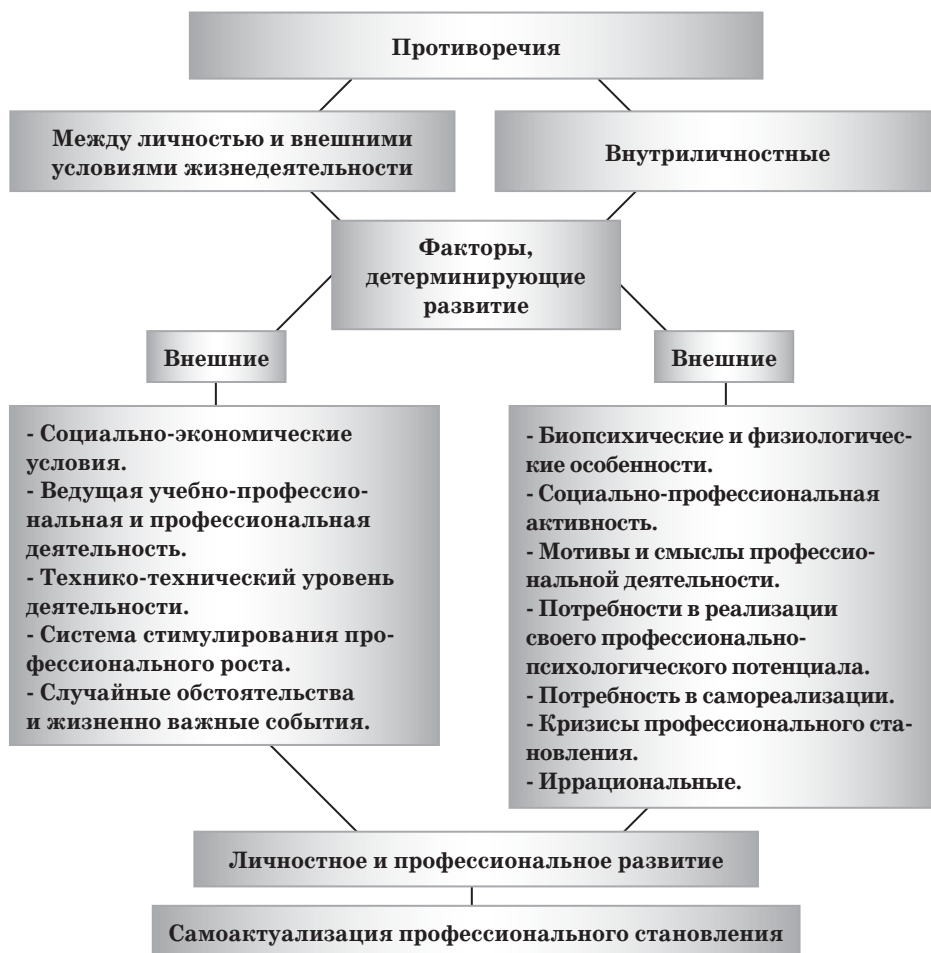 Противоречия
Между личностью и внешними
условиями жизнедеятельности
Внутриличностные
Факторы,
детерминирующие
развитие
Внешние
Внешние
- Социально-экономические
условия.
- Ведущая учебно-профессио-
нальная и профессиональная
деятельность.
- Технико-технический уровень
деятельности.
- Система стимулирования про-
фессионального роста.
- Случайные обстоятельства
и жизненно важные события.
- Биопсихические и физиологичес-
кие особенности.
- Социально-профессиональная
активность.
- Мотивы и смыслы профессио-
нальной деятельности.
- Потребности в реализации
своего профессионально-
психологического потенциала.
- Потребность в самореализации.
- Кризисы профессионального ста-
новления.
- Иррациональные.
Личностное и профессиональное развитие
Самоактуализация профессионального становления